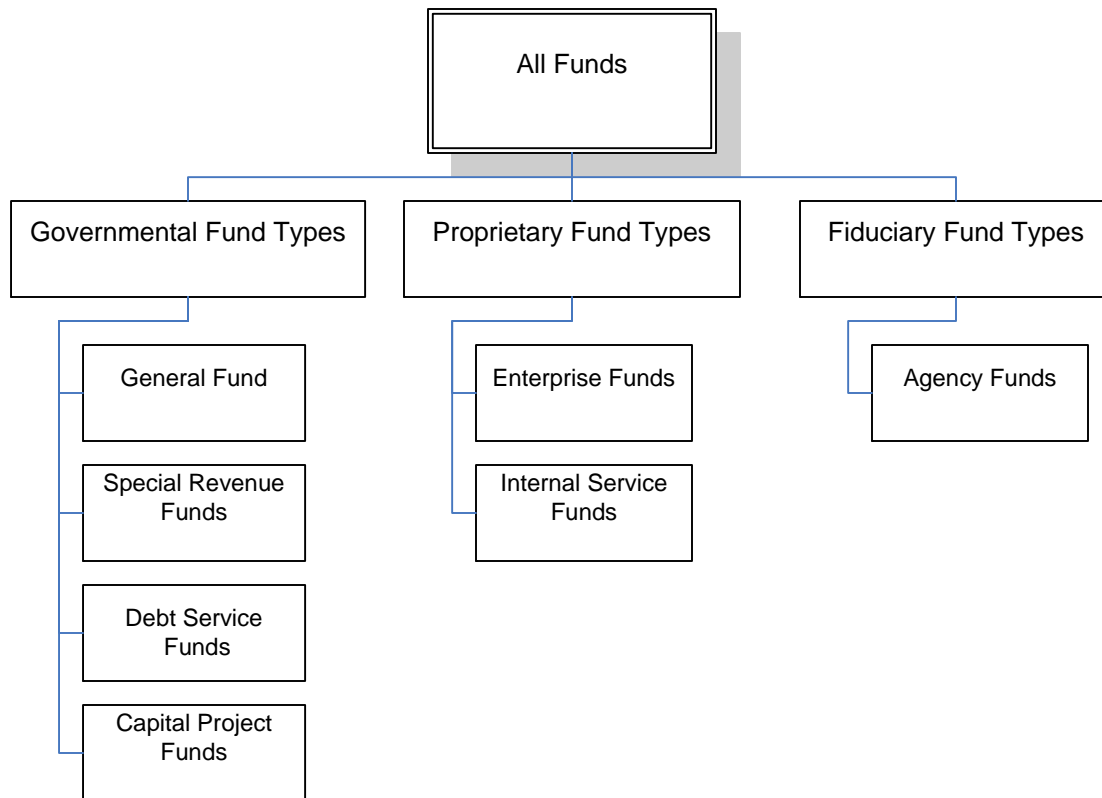 All Funds
Governmental Fund Types
Proprietary Fund Types
Fiduciary Fund Types
General Fund
Enterprise Funds
Agency Funds
Special Revenue
Funds
Internal Service
Funds
Debt Service
Funds
Capital Project
Funds